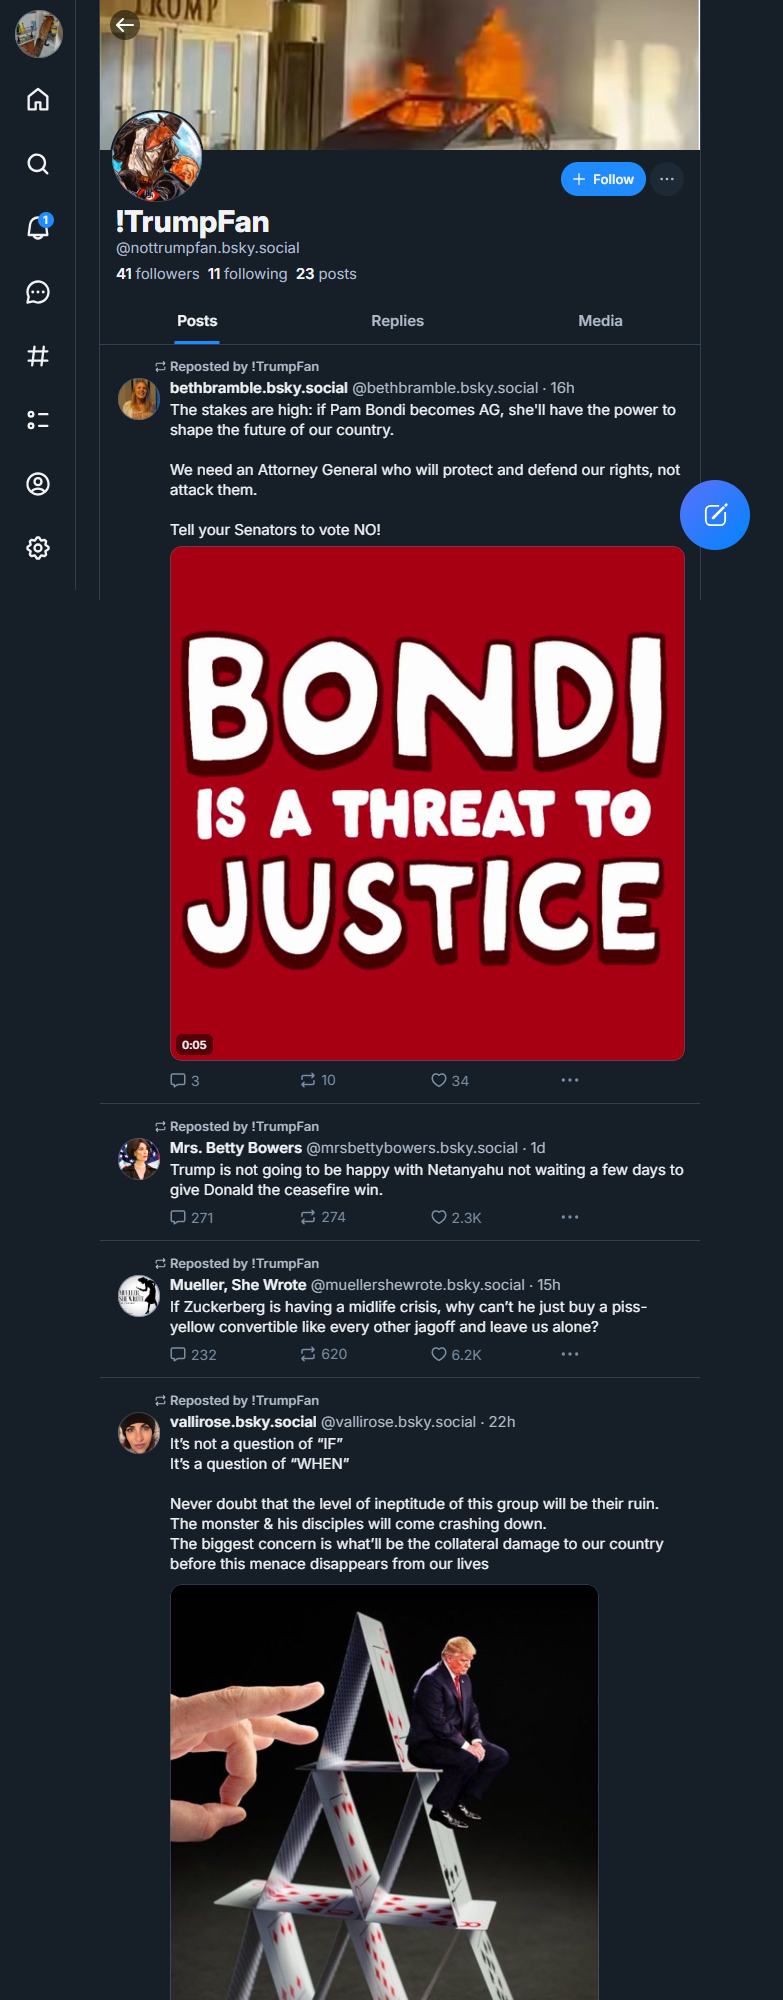 TRUMP
Follow
!TrumpFan
@nottrumpfan.bsky.social
41 followers 11 following 23 posts
Posts Replies Media
1
Reposted by !TrumpFan
bethbramble.bsky.social @bethbramble.bsky.social · 16h
The stakes are high: if Pam Bondi becomes AG, she'll have the power to
shape the future of our country.
We need an Attorney General who will protect and defend our rights, not
attack them.
Tell your Senators to vote NO!
BONDI
IS A THREAT TO
JUSTICE
0:05
3 10 34
Reposted by !TrumpFan
Mrs. Betty Bowers @mrsbettybowers.bsky.social · 1d
Trump is not going to be happy with Netanyahu not waiting a few days to
give Donald the ceasefire win.
271 274 2.3K
Reposted by !TrumpFan
MUELLER,
SHE WROTE
Mueller, She Wrote @muellershewrote.bsky.social · 15h
If Zuckerberg is having a midlife crisis, why can’t he just buy a piss-
yellow convertible like every other jagoff and leave us alone?
232 620 6.2K
Reposted by !TrumpFan
vallirose.bsky.social @vallirose.bsky.social · 22h
It’s not a question of “IF”
It’s a question of “WHEN”
Never doubt that the level of ineptitude of this group will be their ruin.
The monster & his disciples will come crashing down.
The biggest concern is what’ll be the collateral damage to our country
before this menace disappears from our lives